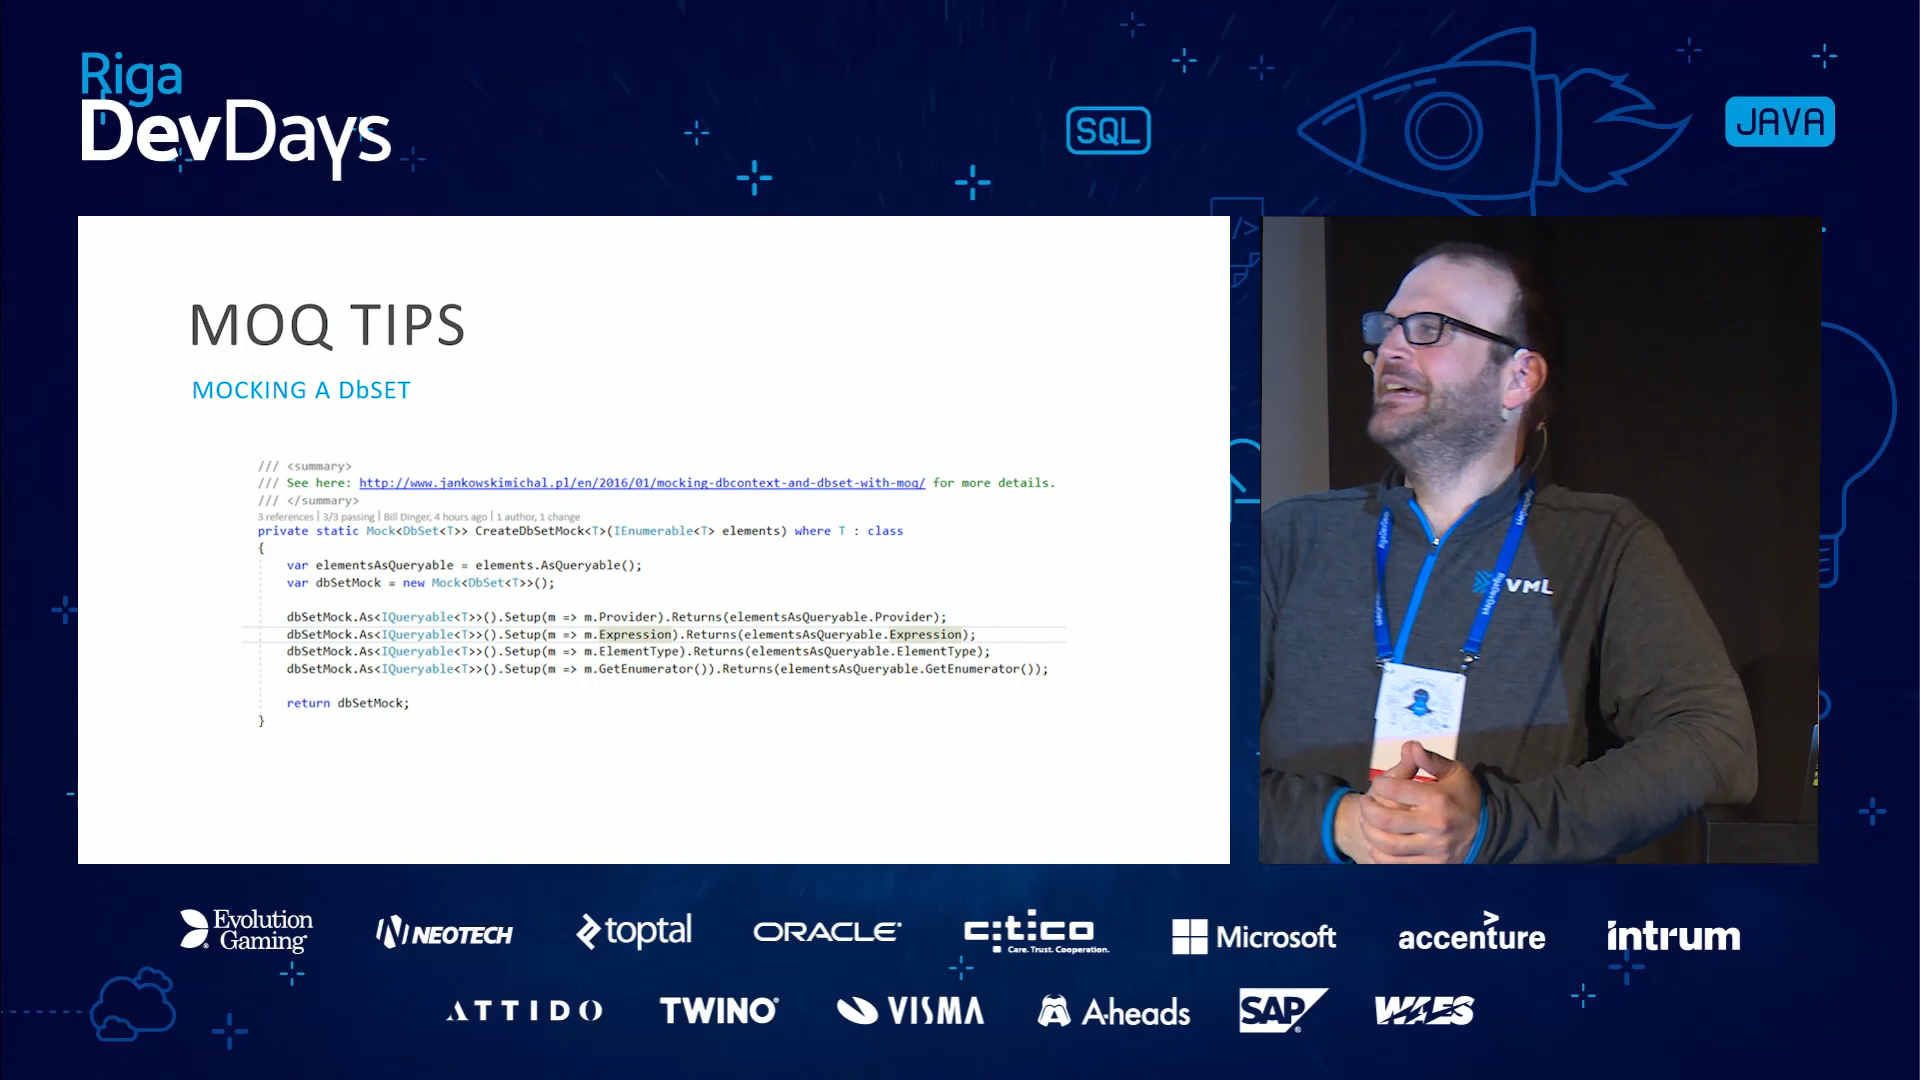 Riga
DevDays
SQL
JAVA
</>
MOQ TIPS
MOCKING A DbSET
/// <summary>
/// See here: http://www.jankowskimichal.pl/en/2016/01/mocking-dbcontext-and-dbset-with-moq/ for more details.
/// </summary>
3 references | 3/3 passing | Bill Dinger, 4 hours ago | 1 author, 1 change
private static Mock<DbSet<T>> CreateDbSetMock<T>(IEnumerable<T> elements) where T : class
{
var elementsAsQueryable = elements.AsQueryable();
var dbSetMock = new Mock<DbSet<T>>();
dbSetMock.As<IQueryable<T>>().Setup(m => m.Provider).Returns(elementsAsQueryable.Provider);
dbSetMock.As<IQueryable<T>>().Setup(m => m.Expression).Returns(elementsAsQueryable.Expression);
dbSetMock.As<IQueryable<T>>().Setup(m => m.ElementType).Returns(elementsAsQueryable.ElementType);
dbSetMock.As<IQueryable<T>>().Setup(m => m.GetEnumerator()).Returns(elementsAsQueryable.GetEnumerator());
return dbSetMock;
}
VML
RigaDevDays
Evolution Gaming
NEOTECH
toptal
ORACLE
citico
Care. Trust. Cooperation.
Microsoft
accenture
intrum
ATTIDO
TWINO
VISMA
A-heads
SAP